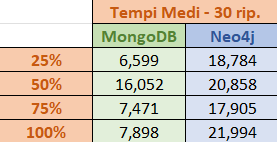 Tempi Medi - 30 rip.
MongoDB Neo4j
25% 6,599 18,784
50% 16,052 20,858
75% 7,471 17,905
100% 7,898 21,994